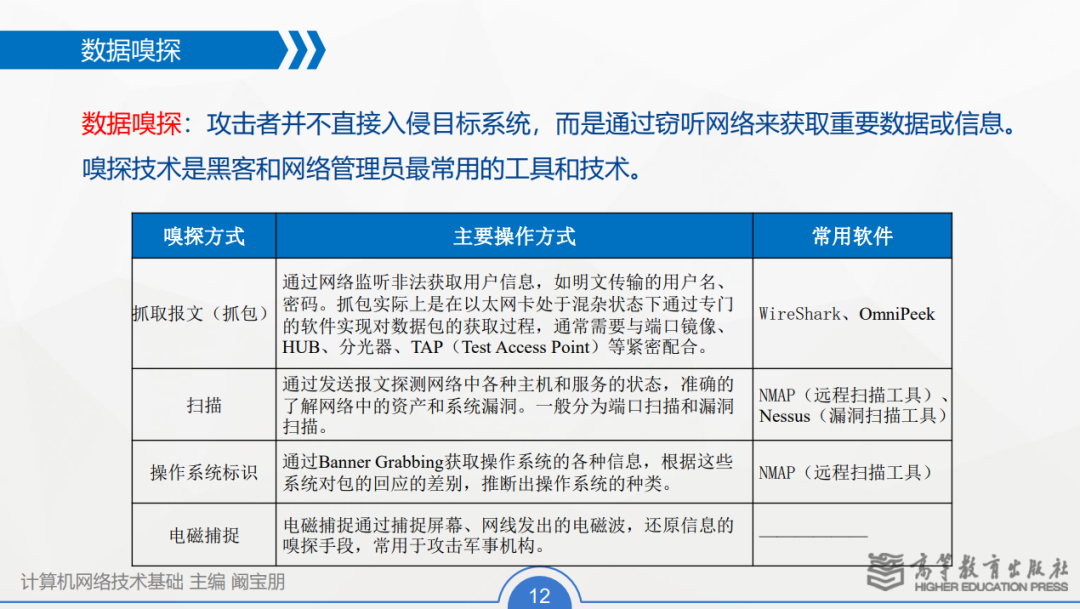 数据嗅探
数据嗅探：攻击者并不直接入侵目标系统，而是通过窃听网络来获取重要数据或信息。
嗅探技术是黑客和网络管理员最常用的工具和技术。
嗅探方式
主要操作方式
常用软件
抓取报文（抓包）
通过网络监听非法获取用户信息，如明文传输的用户名、
密码。抓包实际上是在以太网卡处于混杂状态下通过专门
的软件实现对数据包的获取过程，通常需要与端口镜像、
HUB、分光器、TAP（Test Access Point）等紧密配合。
WireShark、OmniPeek
扫描
通过发送报文探测网络中各种主机和服务的状态，准确的
了解网络中的资产和系统漏洞。一般分为端口扫描和漏洞
扫描。
NMAP（远程扫描工具）、
Nessus（漏洞扫描工具）
操作系统标识
通过Banner Grabbing获取操作系统的各种信息，根据这些
系统对包的回应的差别，推断出操作系统的种类。
NMAP（远程扫描工具）
电磁捕捉
电磁捕捉通过捕捉屏幕、网线发出的电磁波，还原信息的
嗅探手段，常用于攻击军事机构。
————————
计算机网络技术基础 主编 阚宝朋
12
高等教育出版社
HIGHER EDUCATION PRESS